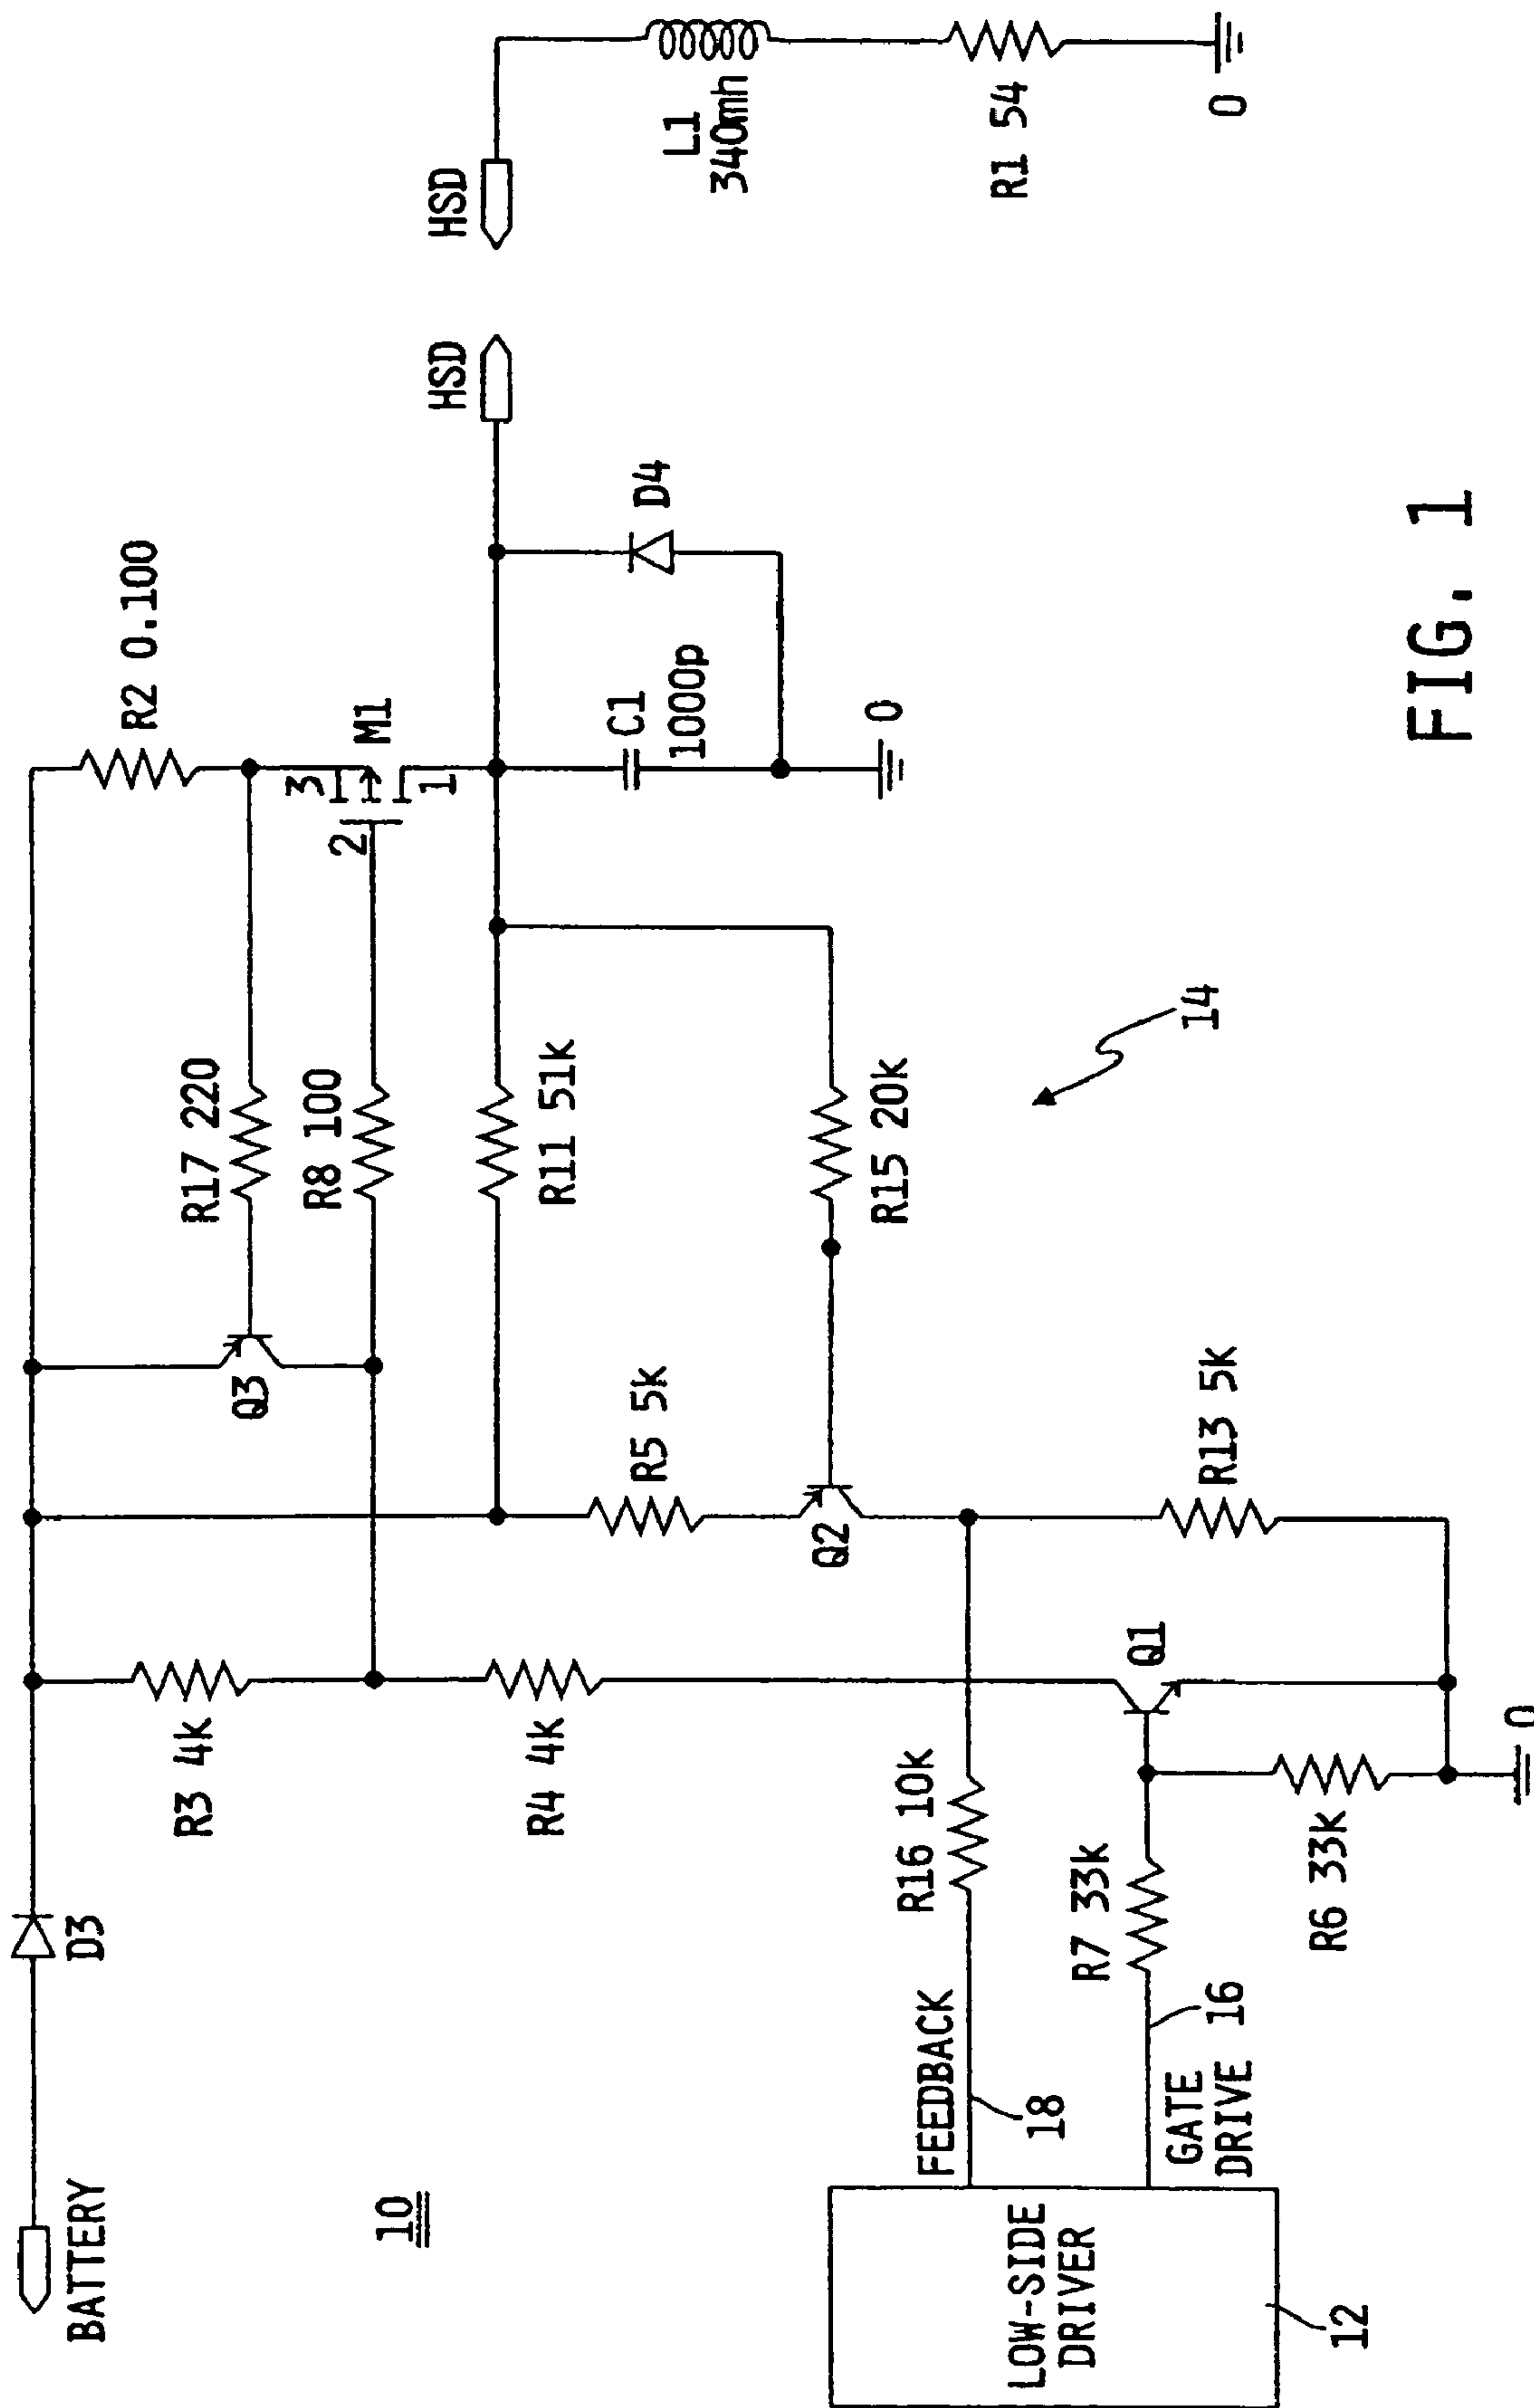 BATTERY
D3
R3 4k
R4 4k
Q3
R17 220
R8 100
R2 0.100
3
2
M1
1
R11 51k
HSD
HSD
L1
340mh
R1 54
0
R5 5k
Q2
R15 20k
C1
1000p
D4
0
10
FEEDBACK
18
R16 10k
R13 5k
14
LOW-SIDE
DRIVER
12
GATE
DRIVE
16
R7 33k
Q1
R6 33k
0
FIG. 1